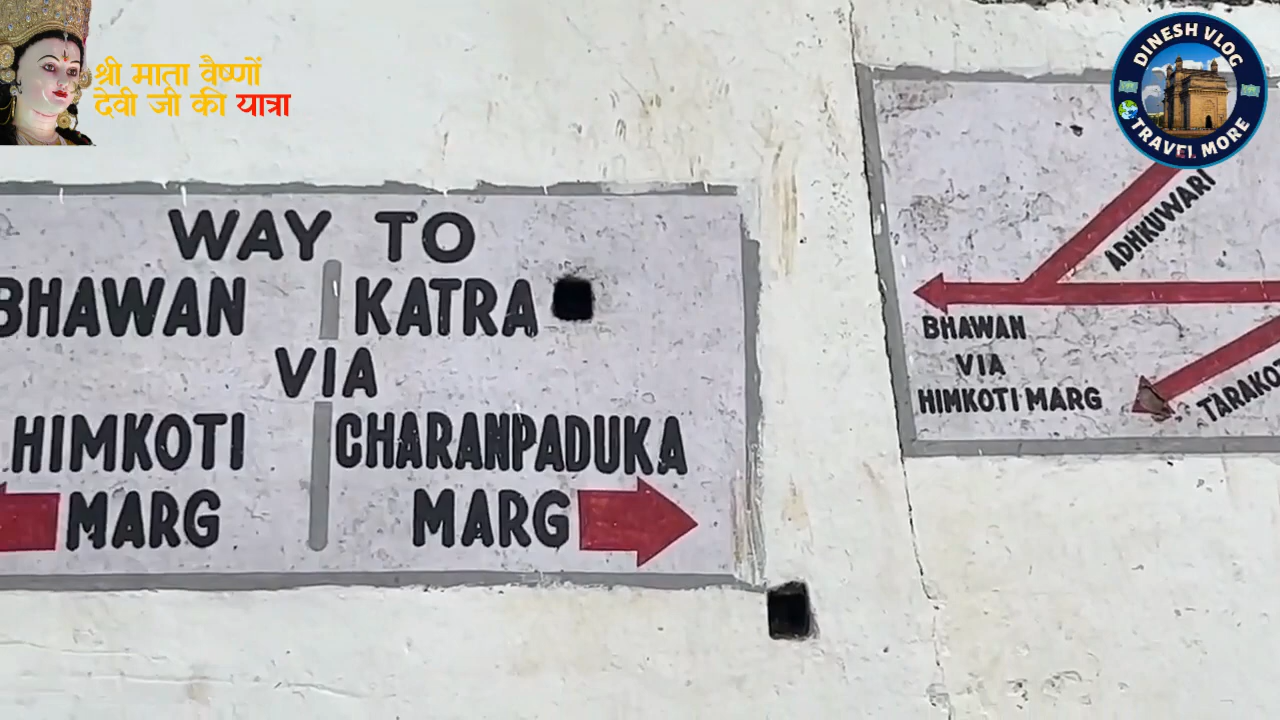 श्री माता वैष्णों
देवी जी की यात्रा
DINESH VLOG
TRAVEL MORE
WAY TO
BHAWAN KATRA
VIA
HIMKOTI CHARANPADUKA
MARG MARG
ADHKUWARI
BHAWAN
VIA
HIMKOTI MARG